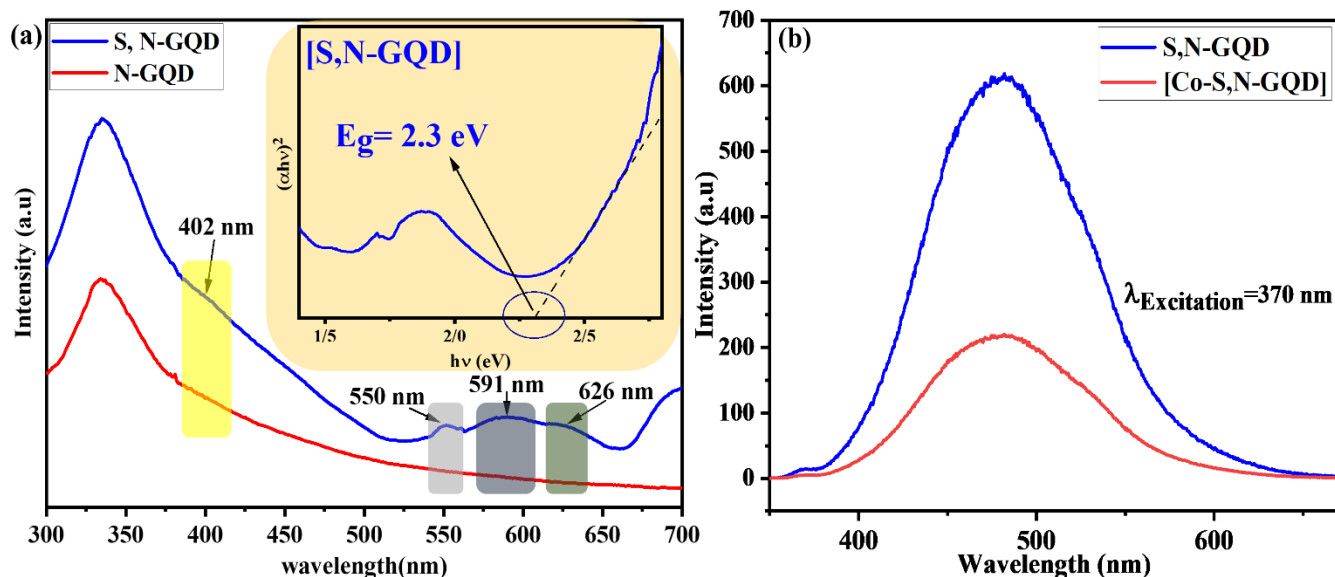 (a)
S, N-GQD
N-GQD
[S,N-GQD]
Eg= 2.3 eV
(αhν)²
1/5 2/0 2/5
hν (eV)
402 nm
550 nm
591 nm
626 nm
Intensity (a.u)
300 350 400 450 500 550 600 650 700
wavelength(nm)
(b)
S,N-GQD
[Co-S,N-GQD]
λExcitation=370 nm
700
600
500
400
300
200
100
0
Intensity (a.u)
400 500 600
Wavelength (nm)